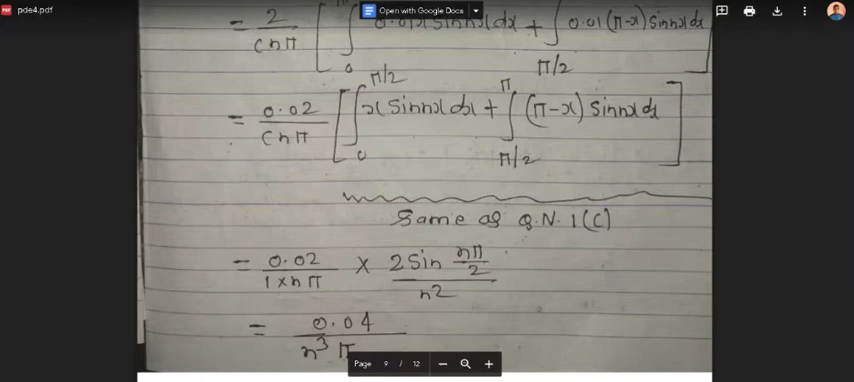 pde4.pdf
Open with Google Docs
= 2/(cnπ) [ ∫₀ 0.01x sinnx dx + ∫_{π/2} 0.01(π-x) sinnx dx ]
= 0.02/(cnπ) [ ∫₀^{π/2} x sinnx dx + ∫_{π/2}^{π} (π-x) sinnx dx ]
Same as Q.N. 1(C)
= 0.02/(1×nπ) × (2 sin nπ/2)/n2
= 0.04/(n³ π)
Page 9 / 12